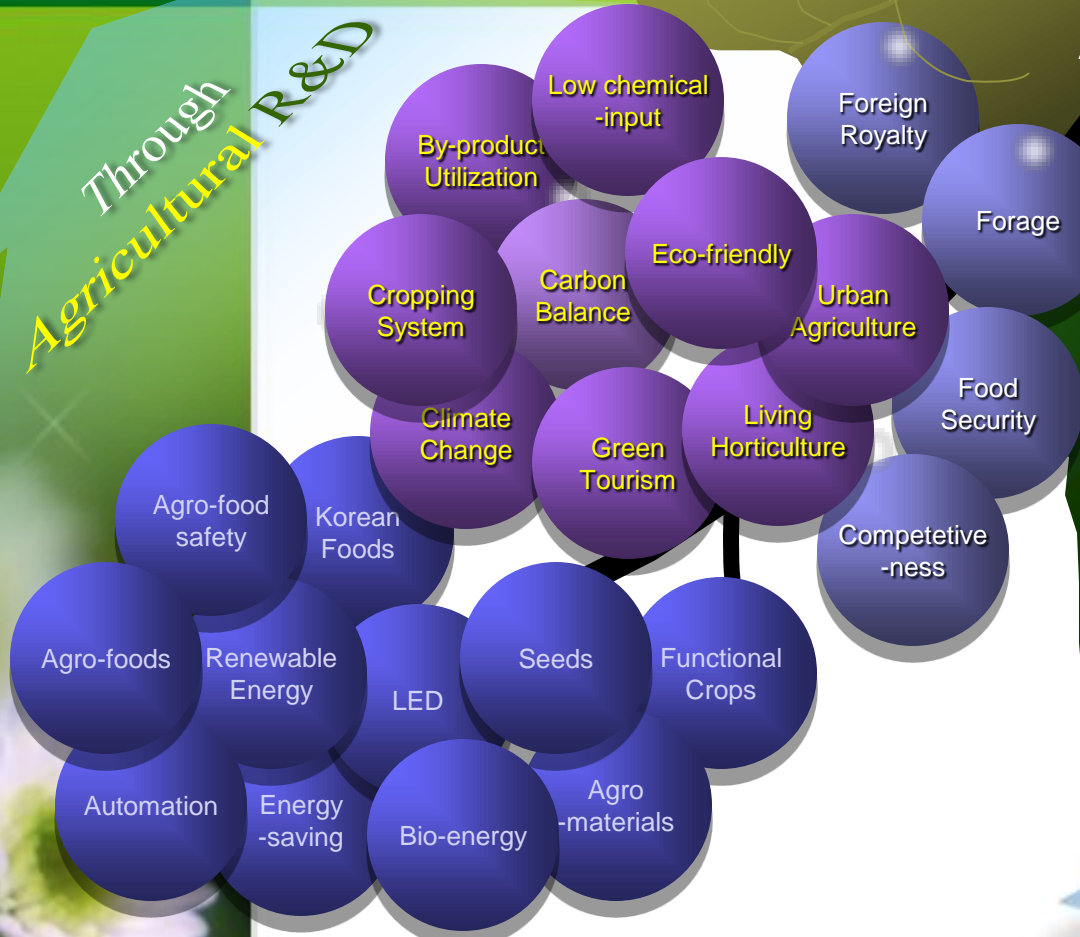 Through
Agricultural R&D
Low chemical
-input
By-product
Utilization
Foreign
Royalty
Forage
Eco-friendly
Carbon
Balance
Cropping
System
Urban
Agriculture
Food
Security
Climate
Change
Green
Tourism
Living
Horticulture
Competetive
-ness
Agro-food
safety
Korean
Foods
Agro-foods
Renewable
Energy
LED
Seeds
Functional
Crops
Automation
Energy
-saving
Bio-energy
Agro
-materials